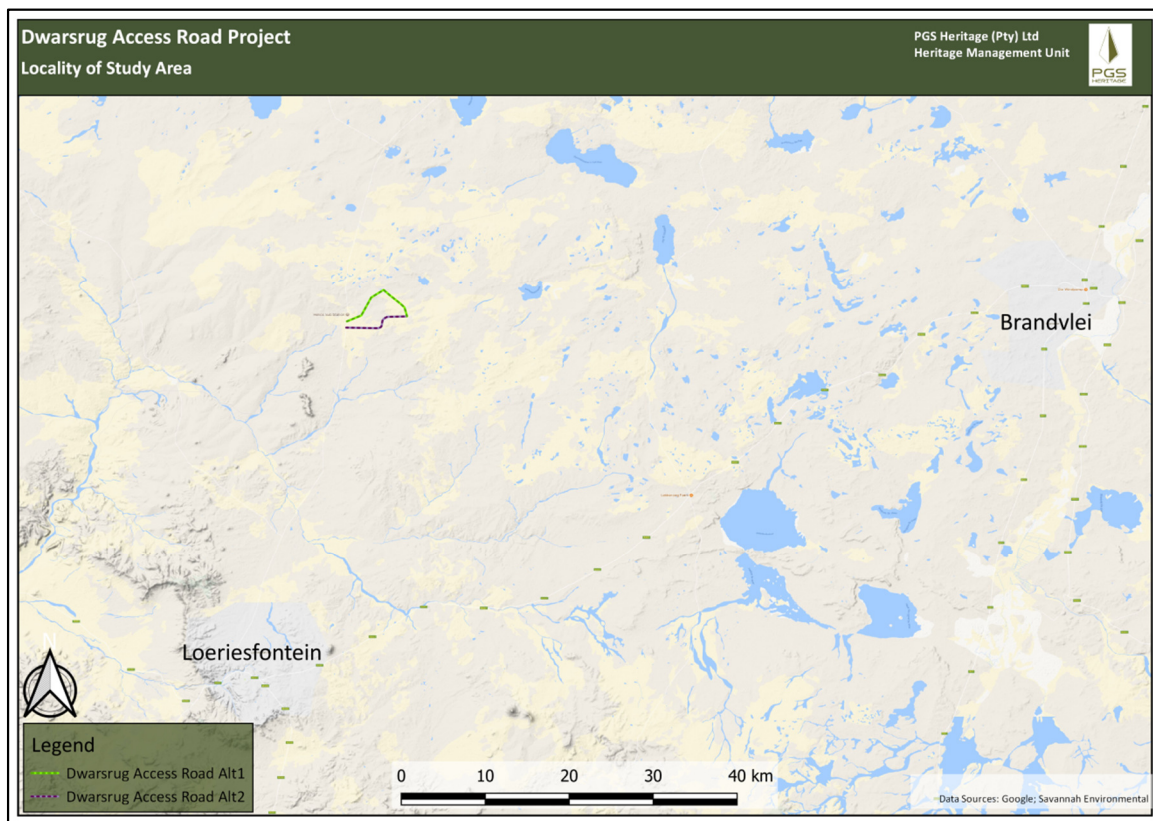 Dwarsrug Access Road Project
Locality of Study Area
PGS Heritage (Pty) Ltd
Heritage Management Unit
PGS
HERITAGE
Brandvlei
Loeriesfontein
N
Legend
Dwarsrug Access Road Alt1
Dwarsrug Access Road Alt2
0 10 20 30 40 km
Data Sources: Google; Savannah Environmental